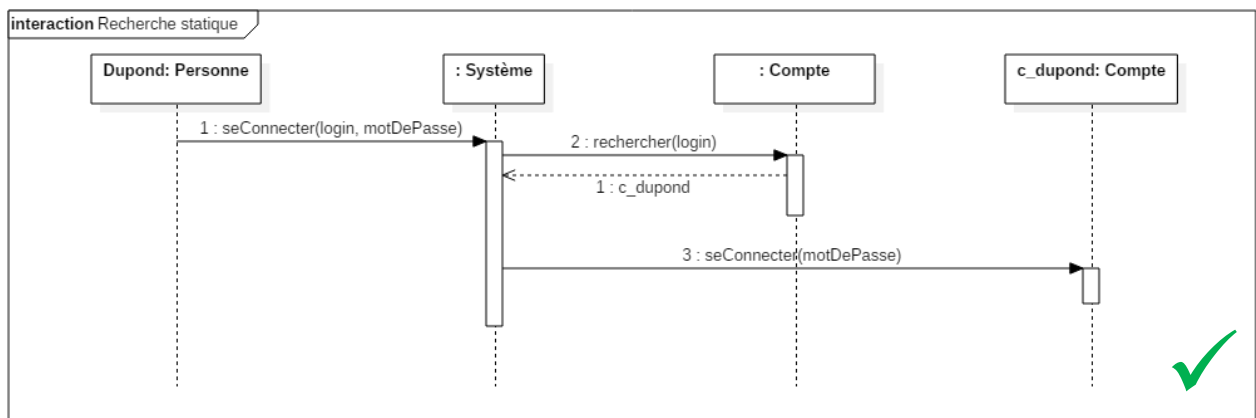 interaction Recherche statique
Dupond: Personne
: Système
: Compte
c_dupond: Compte
1 : seConnecter(login, motDePasse)
2 : rechercher(login)
1 : c_dupond
3 : seConnecter(motDePasse)